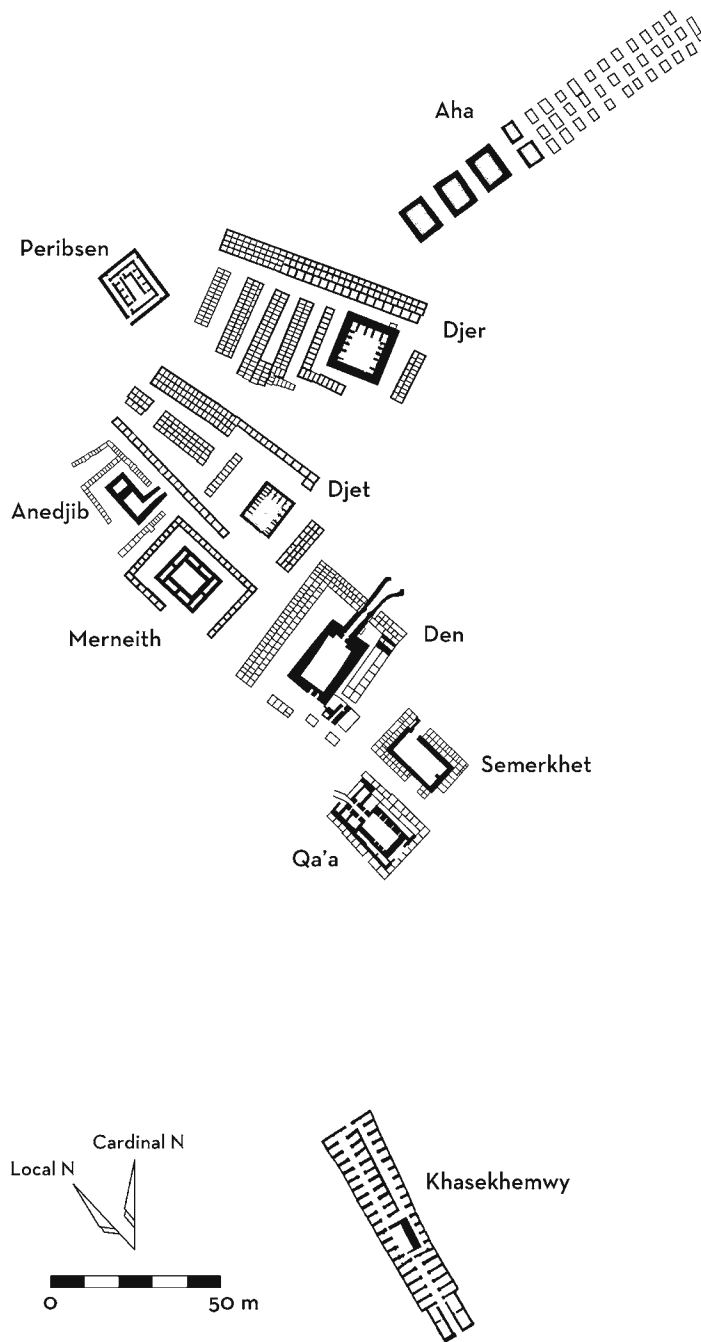 Aha
Peribsen
Djer
Djet
Anedjib
Merneith
Den
Semerkhet
Qa'a
Cardinal N
Local N
Khasekhemwy
0 50 m